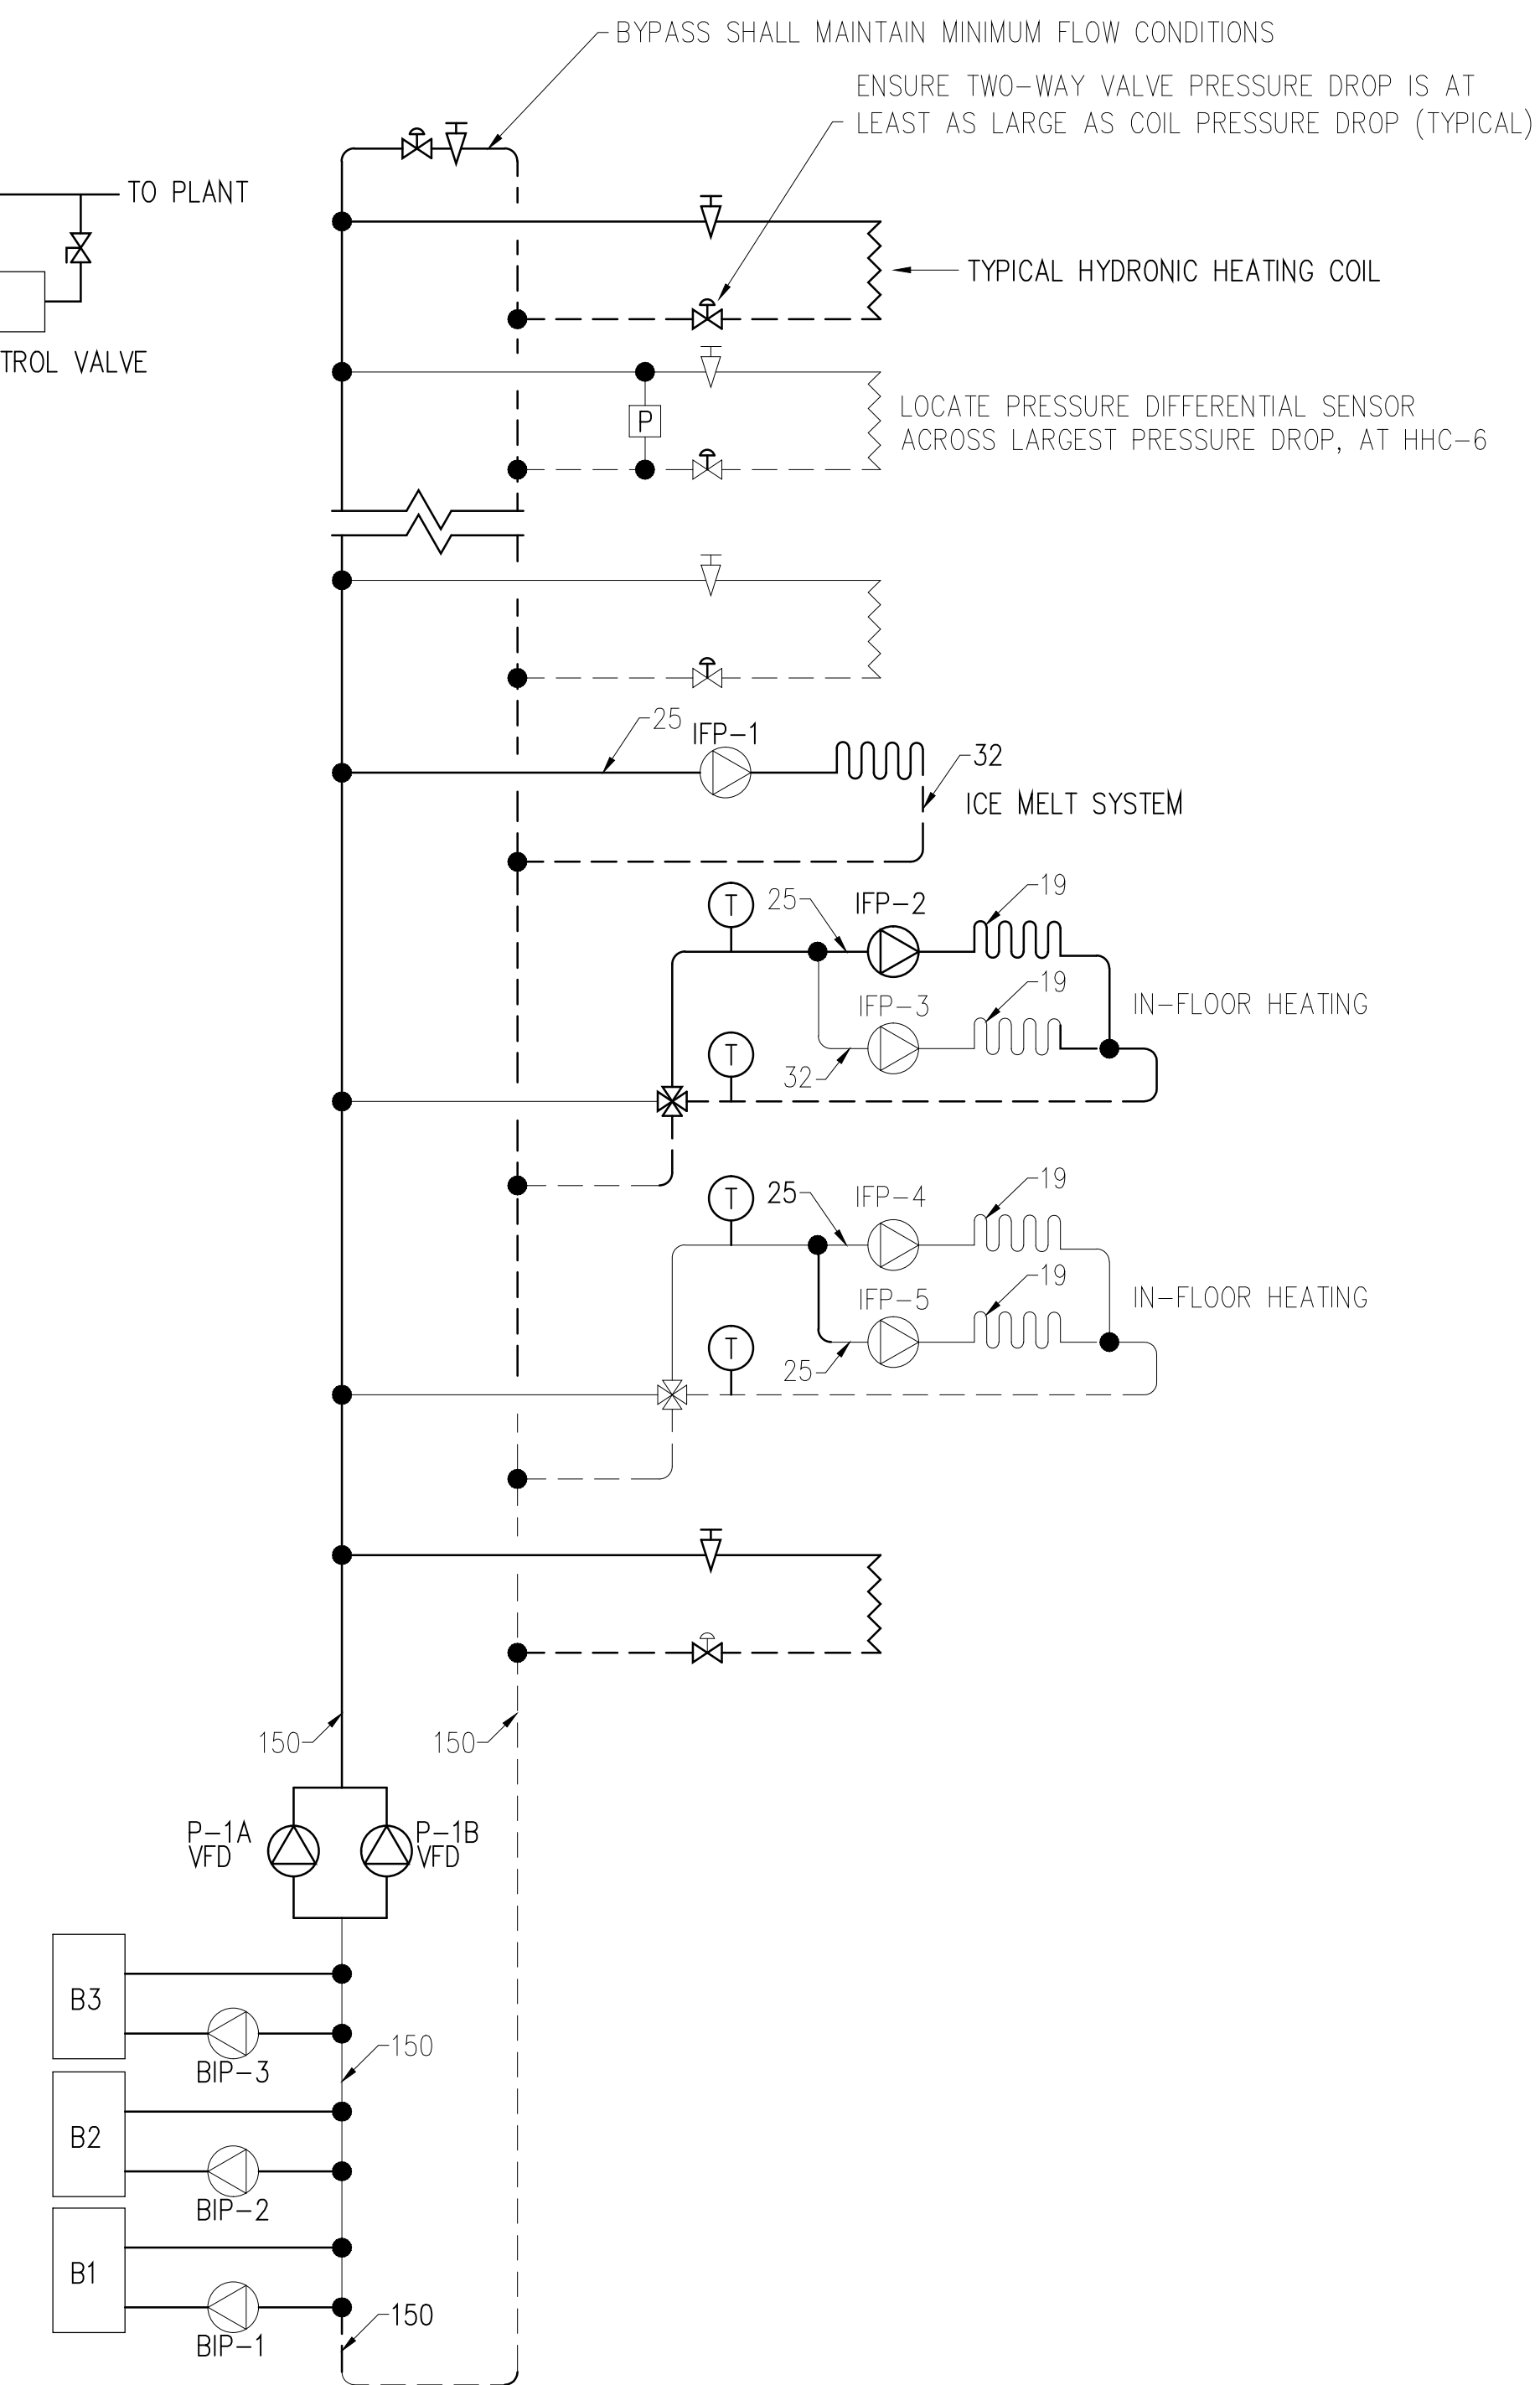 BYPASS SHALL MAINTAIN MINIMUM FLOW CONDITIONS
ENSURE TWO-WAY VALVE PRESSURE DROP IS AT
LEAST AS LARGE AS COIL PRESSURE DROP (TYPICAL)
TO PLANT
TYPICAL HYDRONIC HEATING COIL
TROL VALVE
LOCATE PRESSURE DIFFERENTIAL SENSOR
P
ACROSS LARGEST PRESSURE DROP, AT HHC-6
25
IFP-1
32
ICE MELT SYSTEM
T
25
IFP-2
19
IFP-3
19
IN-FLOOR HEATING
T
32
T
25
IFP-4
19
IFP-5
19
IN-FLOOR HEATING
T
25
150
150
P-1A
VFD
P-1B
VFD
B3
BIP-3
150
B2
BIP-2
B1
BIP-1
150